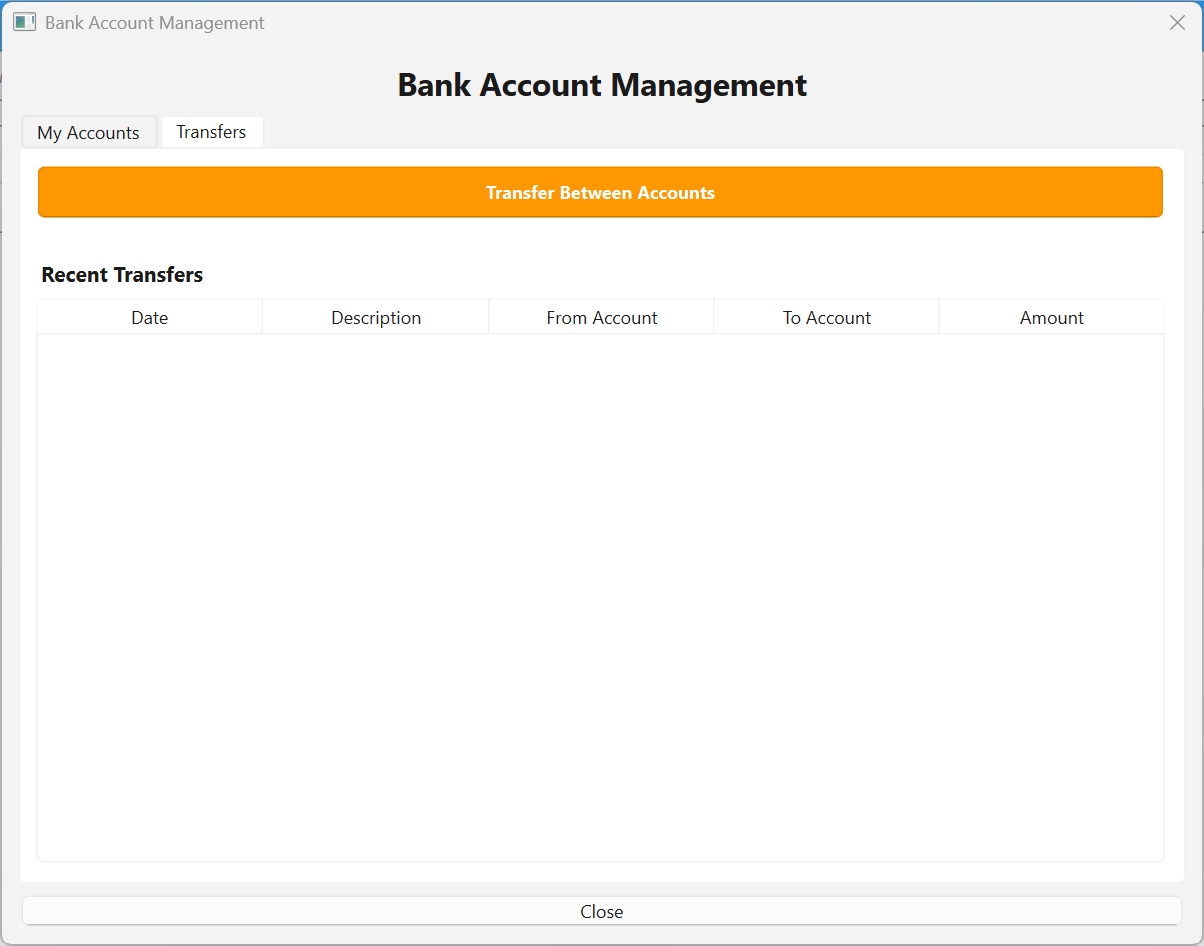 Bank Account Management
Bank Account Management
My Accounts Transfers
Transfer Between Accounts
Recent Transfers
Date Description From Account To Account Amount
Close